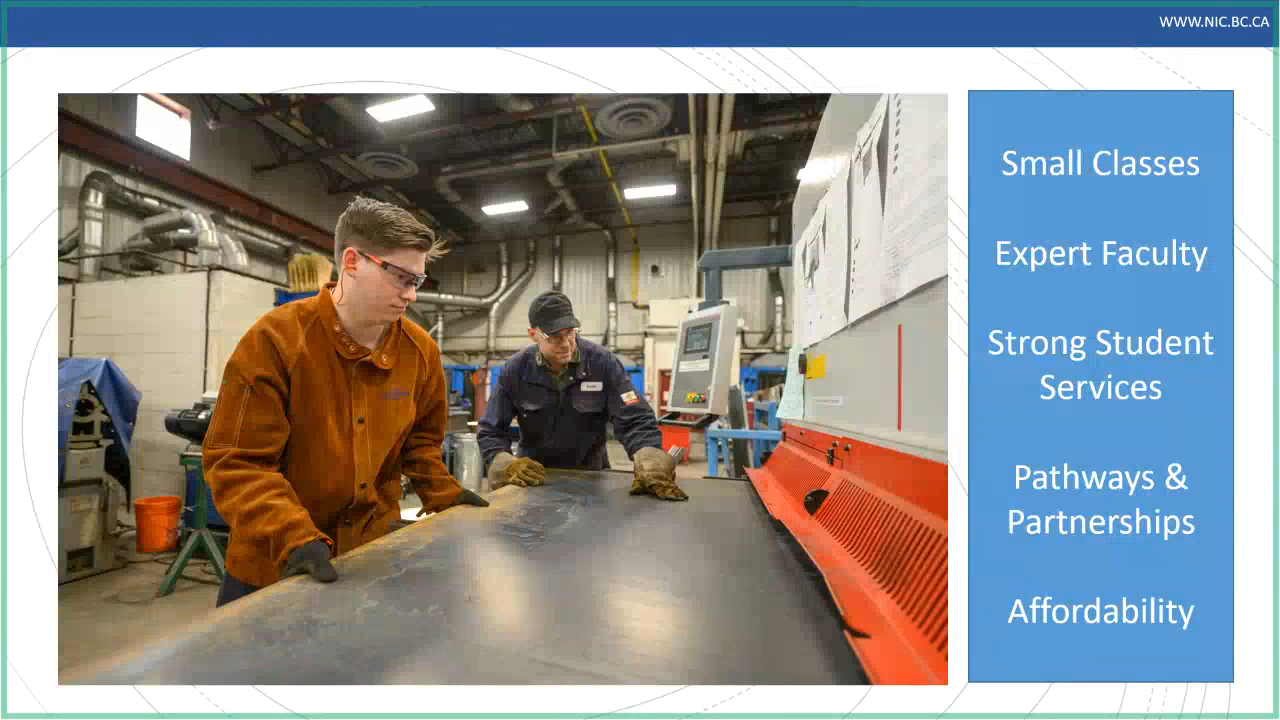 WWW.NIC.BC.CA
Small Classes
Expert Faculty
Strong Student
Services
Pathways &
Partnerships
Affordability